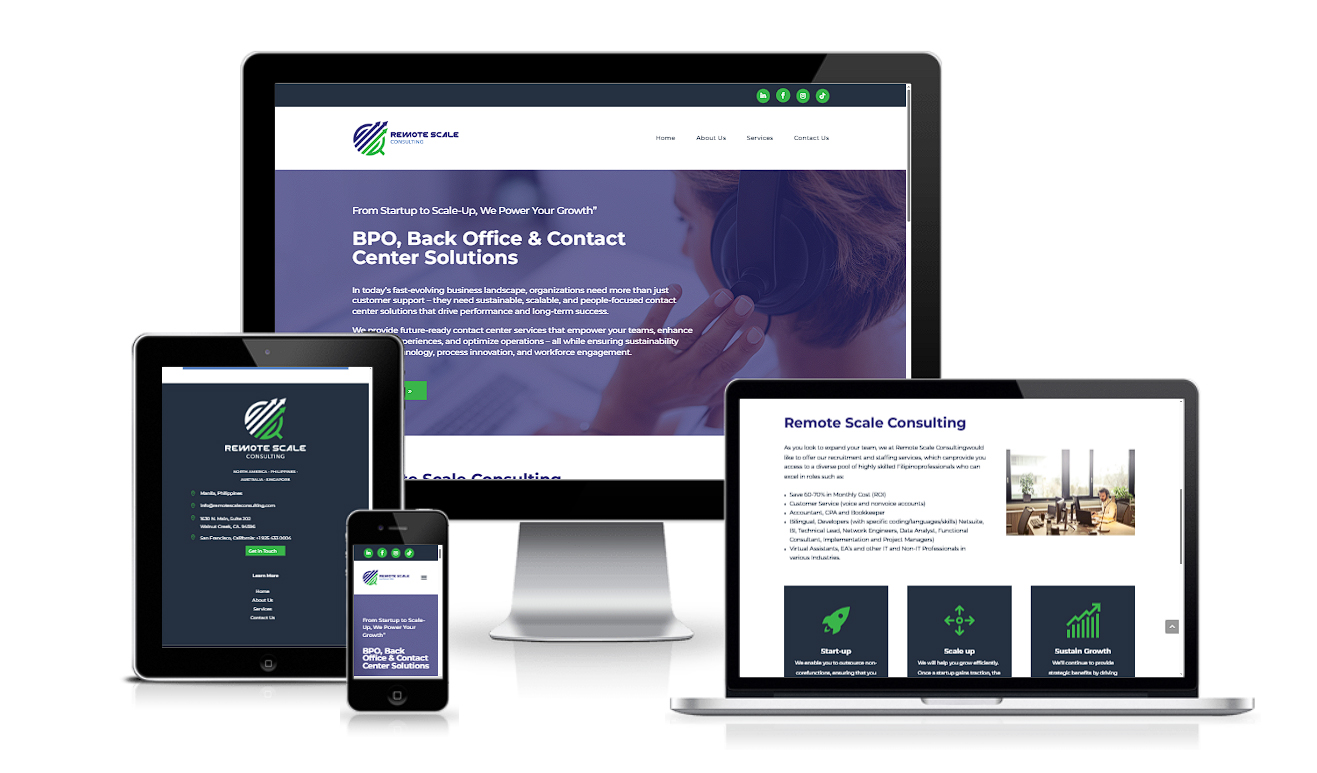 REMOTE SCALE
CONSULTING
Home
About Us
Services
Contact Us
From Startup to Scale-Up, We Power Your Growth”
BPO, Back Office & Contact
Center Solutions
In today’s fast-evolving business landscape, organizations need more than just
customer support – they need sustainable, scalable, and people-focused contact
center solutions that drive performance and long-term success.
We provide future-ready contact center services that empower your teams, enhance
periences, and optimize operations – all while ensuring sustainability
nology, process innovation, and workforce engagement.
»
Scale Consulting
REMOTE SCALE
CONSULTING
NORTH AMERICA • PHILIPPINES •
AUSTRALIA • SINGAPORE
Manila, Philippines
info@remotescaleconsulting.com
1630 N. Main, Suite 202
Walnut Creek, CA. 94596
San Francisco, California: +1 925 433 0004
Get in Touch
Learn More
Home
About Us
Services
Contact Us
REMOTE SCALE
From Startup to Scale-
Up, We Power Your
Growth”
BPO, Back
Office & Contact
Center Solutions
Remote Scale Consulting
As you look to expand your team, we at Remote Scale Consultingwould
like to offer our recruitment and staffing services, which canprovide you
access to a diverse pool of highly skilled Filipinoprofessionals who can
excel in roles such as:
• Save 60-70% in Monthly Cost (ROI)
• Customer Service (voice and nonvoice accounts)
• Accountant, CPA and Bookkeeper
• Bilingual, Developers (with specific coding/languages/skills) Netsuite,
BI, Technical Lead, Network Engineers, Data Analyst, Functional
Consultant, Implementation and Project Managers)
• Virtual Assistants, EA’s and other IT and Non-IT Professionals in
various industries.
Start-up
We enable you to outsource non-
corefunctions, ensuring that you
Scale up
We will help you grow efficiently.
Once a startup gains traction, the
Sustain Growth
We’ll continue to provide
strategic benefits by driving